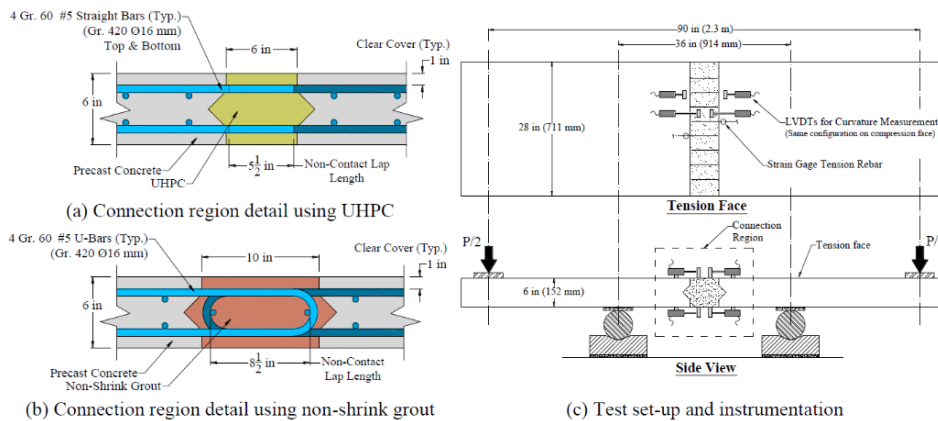 4 Gr. 60 #5 Straight Bars (Typ.)
(Gr. 420 Ø16 mm)
Top & Bottom
6 in
Clear Cover (Typ.)
1 in
6 in
Precast Concrete
UHPC
5 1/2 in
Non-Contact Lap
Length
(a) Connection region detail using UHPC
4 Gr. 60 #5 U-Bars (Typ.)
(Gr. 420 Ø16 mm)
10 in
Clear Cover (Typ.)
1 in
6 in
Precast Concrete
Non-Shrink Grout
8 1/2 in
Non-Contact
Lap Length
(b) Connection region detail using non-shrink grout
90 in (2.3 m)
36 in (914 mm)
28 in (711 mm)
LVDTs for Curvature Measurement
(Same configuration on compression face)
Strain Gage Tension Rebar
Tension Face
Connection
Region
Tension face
P/2
P/
6 in (152 mm)
Side View
(c) Test set-up and instrumentation